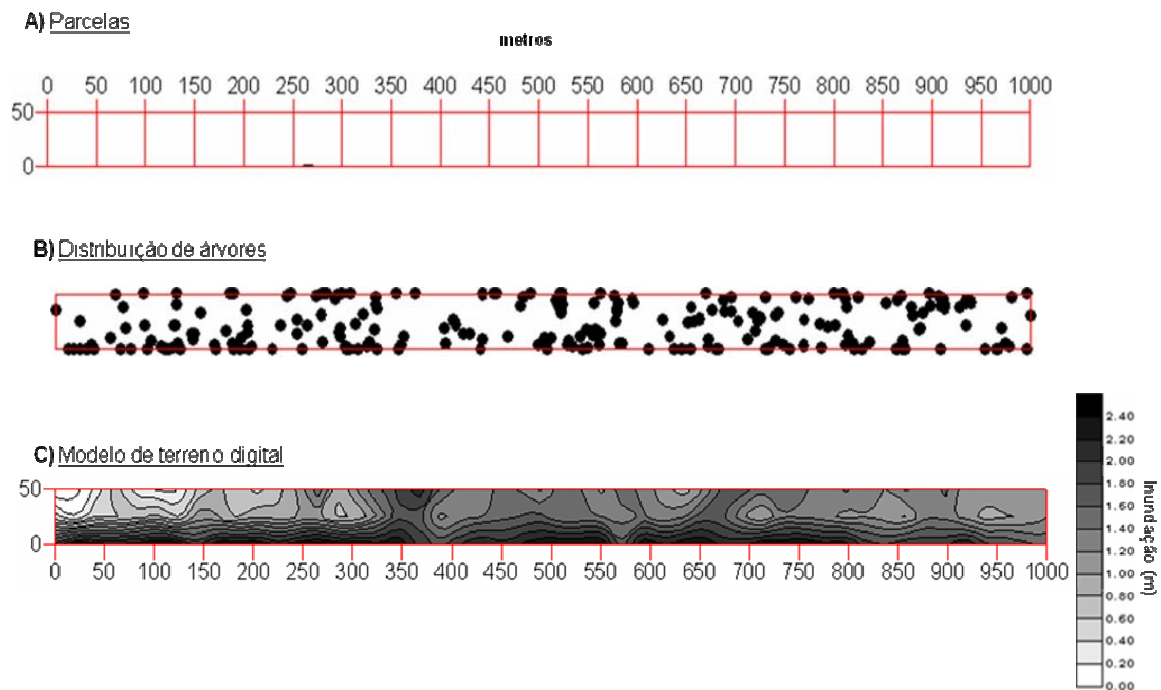 A) Parcelas
metros
0 50 100 150 200 250 300 350 400 450 500 550 600 650 700 750 800 850 900 950 1000
50
0
B) Distribuição de árvores
C) Modelo de terreno digital
50
0
0 50 100 150 200 250 300 350 400 450 500 550 600 650 700 750 800 850 900 950 1000
2.40
2.20
2.00
1.80
1.60
1.40
1.20
1.00
0.80
0.60
0.40
0.20
0.00
Inundação (m)